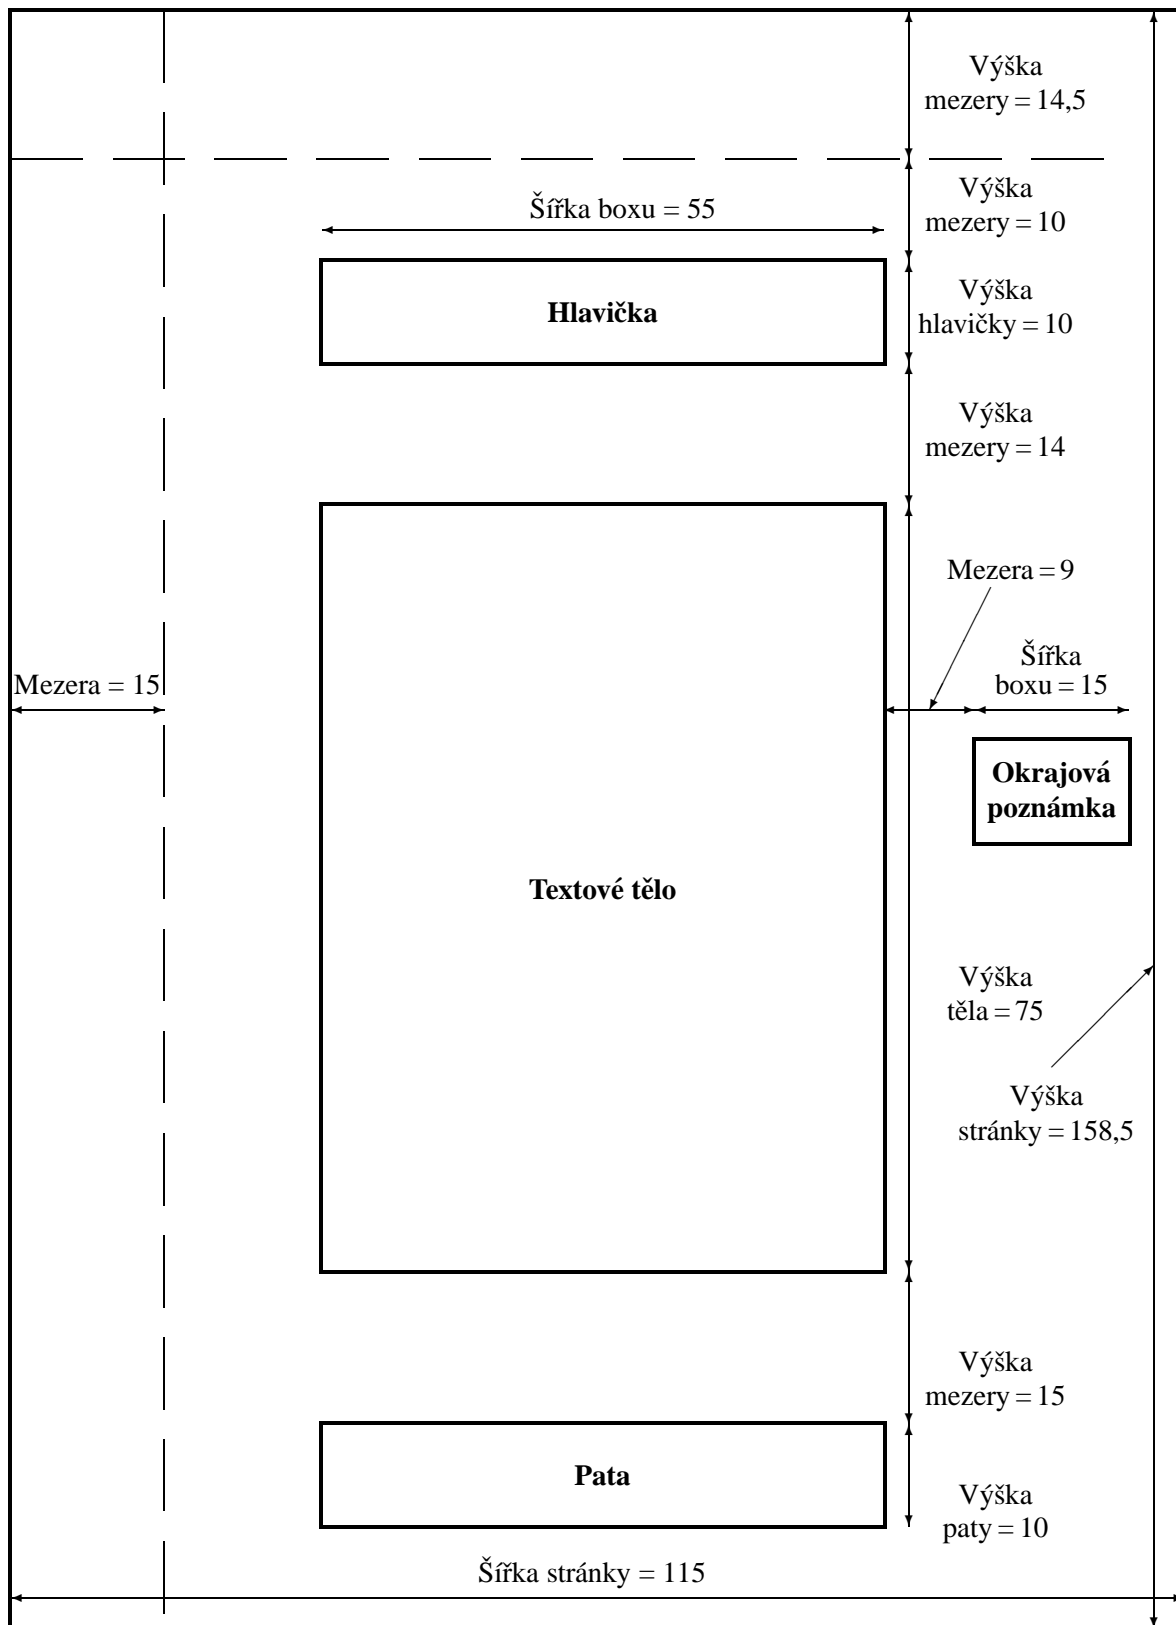 Výška
mezery = 14,5
Výška
mezery = 10
Šířka boxu = 55
Výška
hlavičky = 10
Hlavička
Výška
mezery = 14
Mezera = 9
Šířka
boxu = 15
Mezera = 15
Okrajová
poznámka
Textové tělo
Výška
těla = 75
Výška
stránky = 158,5
Výška
mezery = 15
Pata
Výška
paty = 10
Šířka stránky = 115